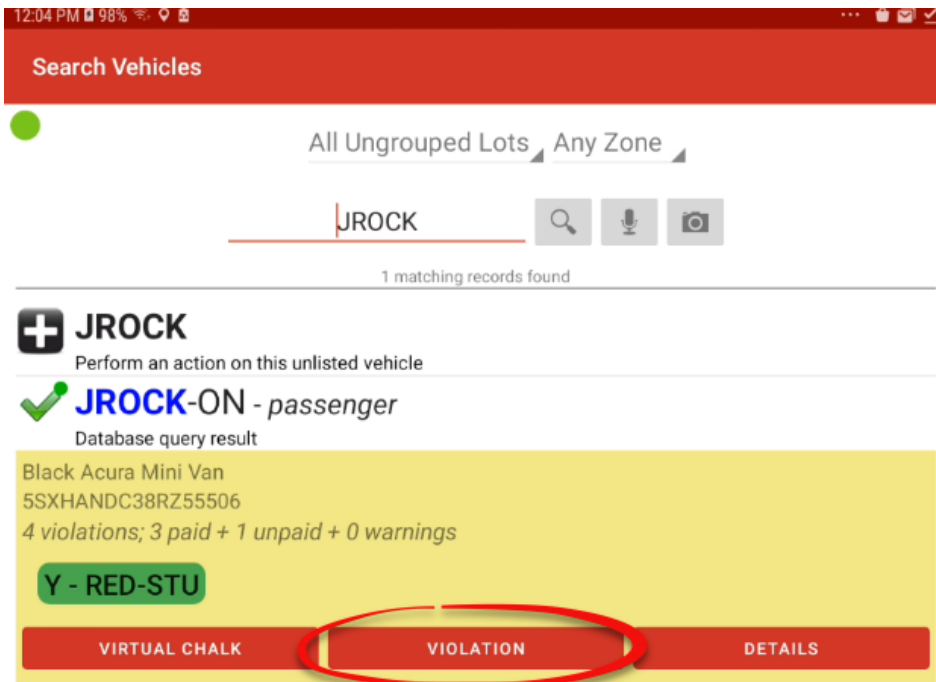 12:04 PM 98%
Search Vehicles
All Ungrouped Lots Any Zone
JROCK
1 matching records found
JROCK
Perform an action on this unlisted vehicle
JROCK-ON - passenger
Database query result
Black Acura Mini Van
5SXHANDC38RZ55506
4 violations; 3 paid + 1 unpaid + 0 warnings
Y - RED-STU
VIRTUAL CHALK VIOLATION DETAILS